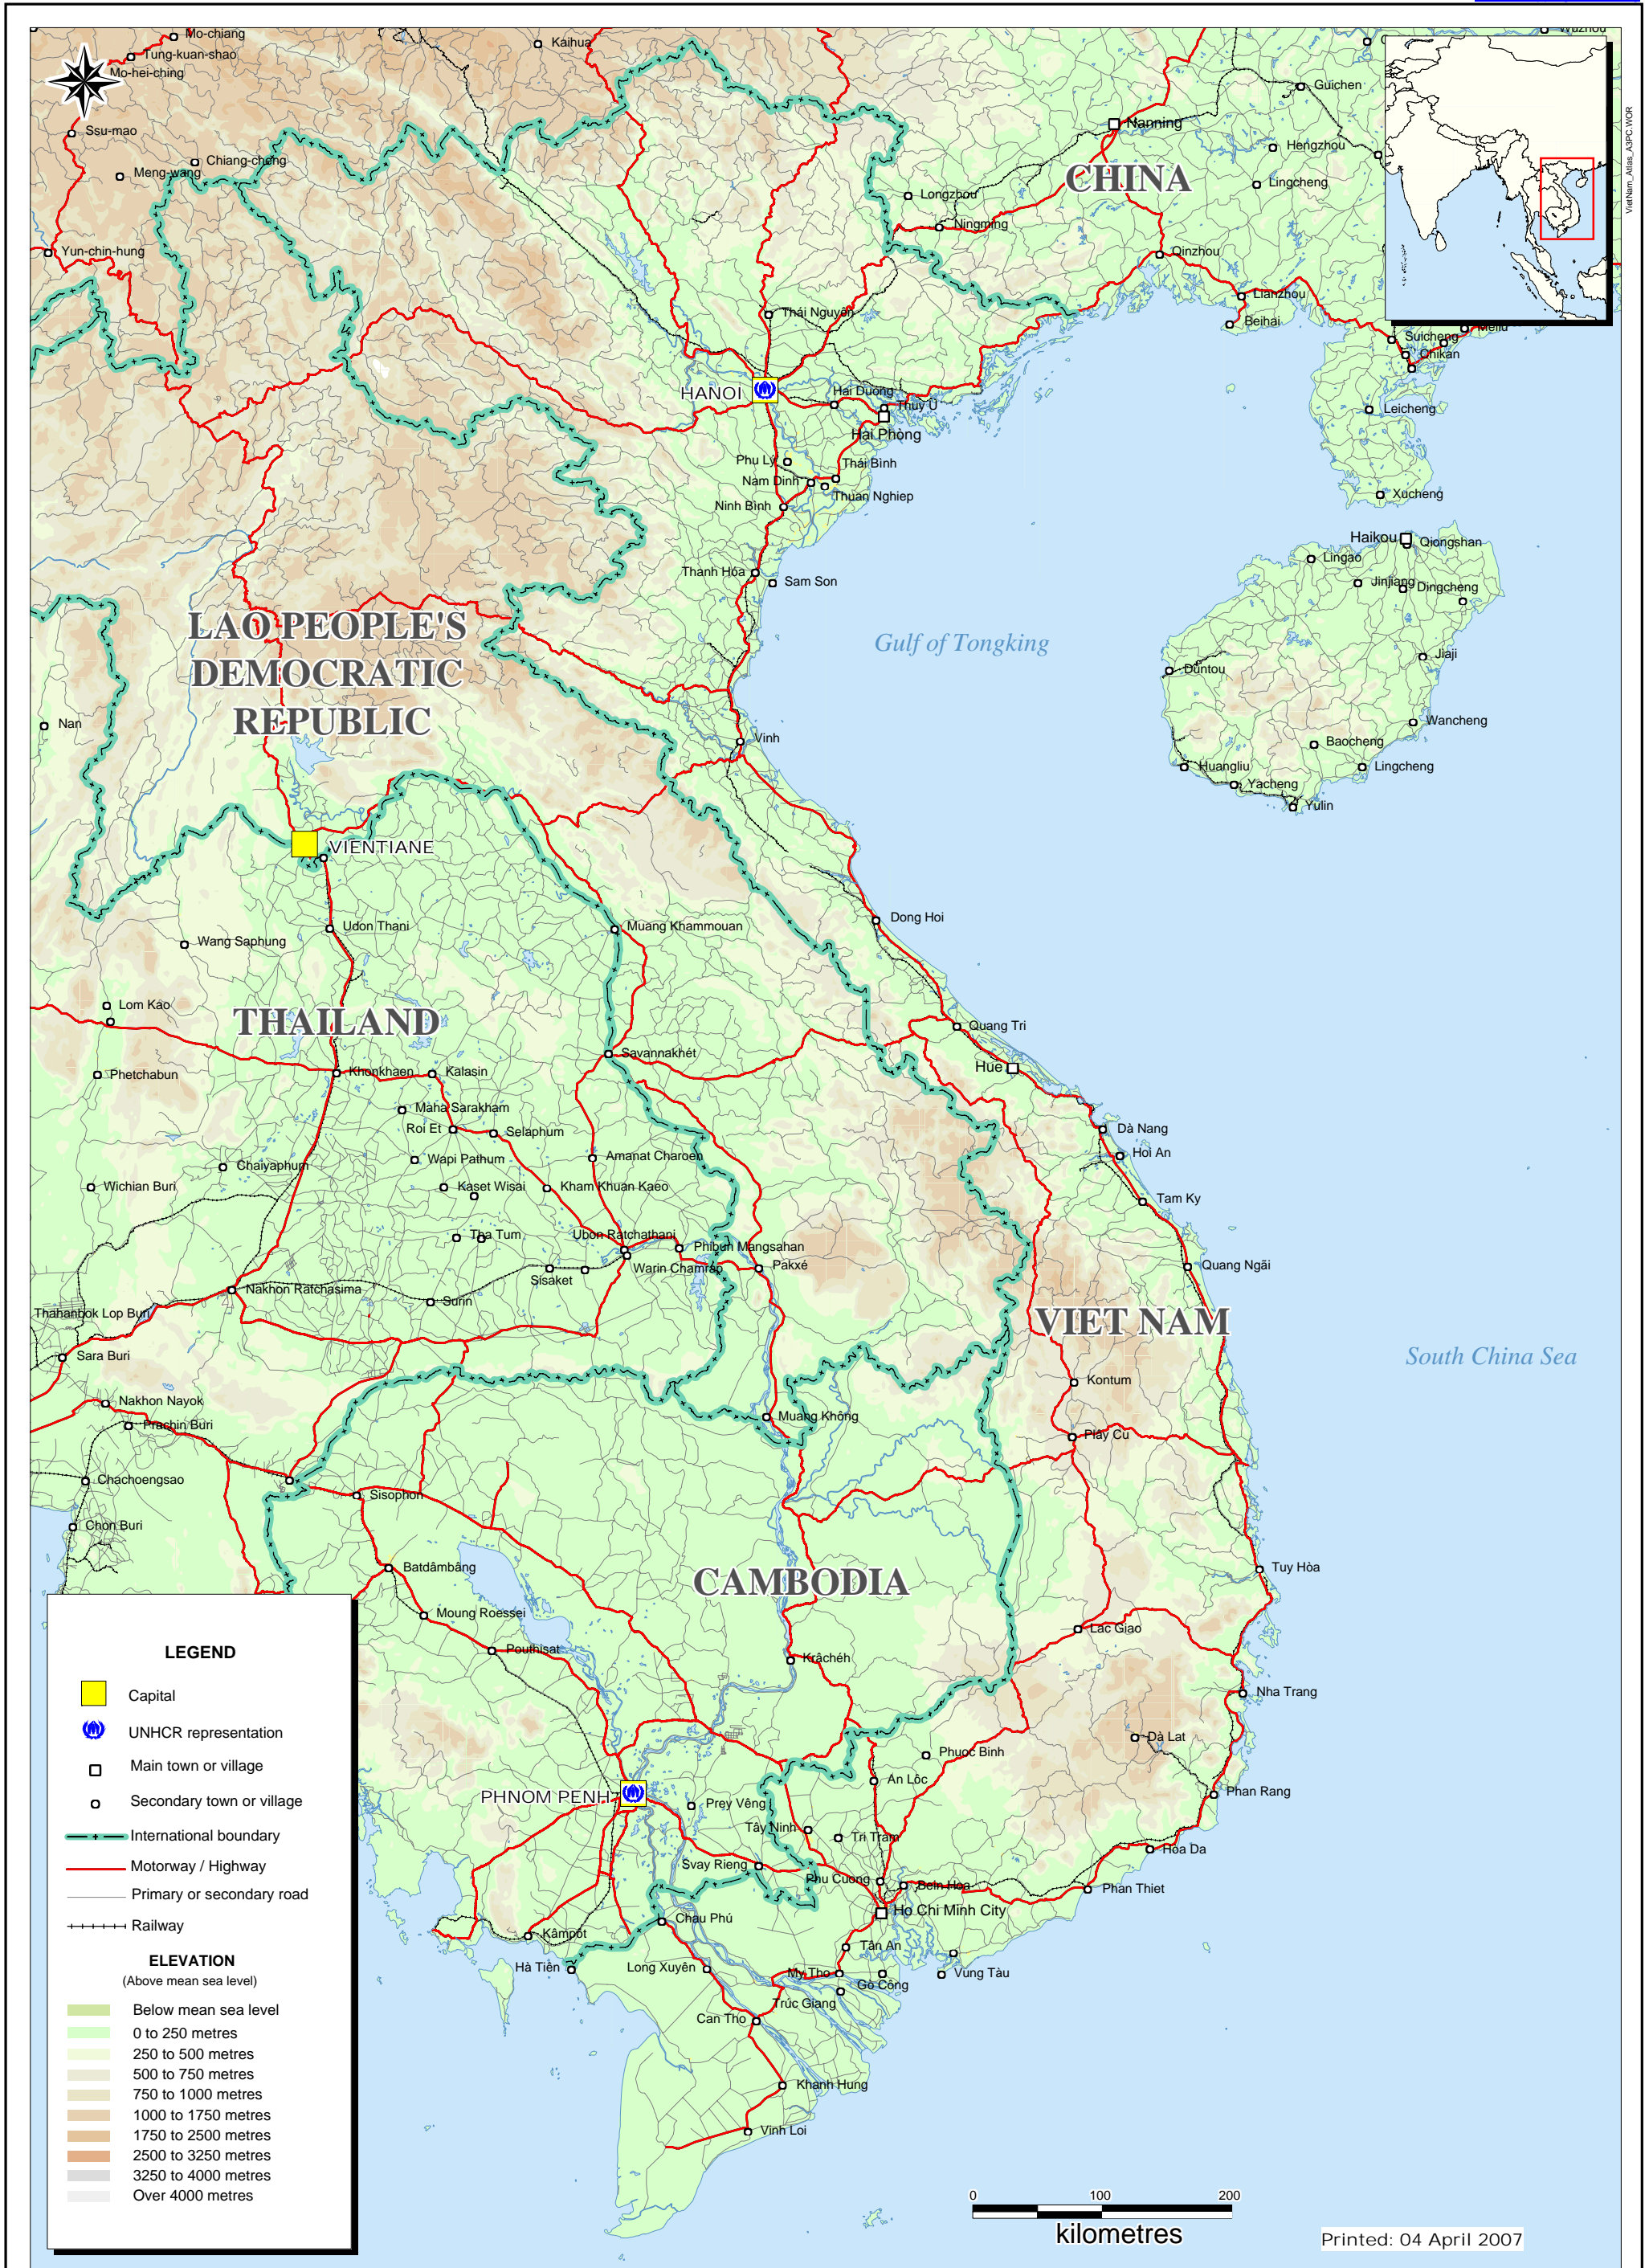 Mo-chiang
Tung-kuan-shao
Mo-hei-ching
Kaihua
Guichen
Nanning
Ssu-mao
Hengzhou
Chiang-cheng
Meng-wang
CHINA
Lingcheng
Longzhou
Ningming
Yun-chin-hung
Qinzhou
Lianzhou
Beihai
Thái Nguyên
Suicheng
Chikan
VietNam_Atlas_A3PC.WOR
HANOI
Hai Duong
Thuy Û
Hai Phòng
Leicheng
Phu Lý
Thái Bình
Nam Dinh
Thuan Nghiep
Ninh Bình
Xucheng
Haikou
Qiongshan
Lingao
Thanh Hóa
Sam Son
Jinjiang
Dingcheng
LAO PEOPLE'S
DEMOCRATIC
REPUBLIC
Gulf of Tongking
Jiaji
Duntou
Nan
Wancheng
Vinh
Baocheng
Huangliu
Lingcheng
Yacheng
Yulin
VIENTIANE
Dong Hoi
Udon Thani
Muang Khammouan
Wang Saphung
Lom Kao
THAILAND
Quang Tri
Savannakhét
Hue
Phetchabun
Khonkhaen
Kalasin
Maha Sarakham
Roi Et
Selaphum
Dà Nang
Hoi An
Wapi Pathum
Amanat Charoen
Chaiyaphum
Wichian Buri
Kaset Wisai
Kham Khuan Kaeo
Tam Ky
Tha Tum
Ubon Ratchathani
Phibun Mangsahan
Warin Chamrap
Pakxé
Quang Ngãi
Sisaket
Nakhon Ratchasima
Surin
Thahanbok Lop Buri
VIET NAM
Sara Buri
South China Sea
Kontum
Nakhon Nayok
Prachin Buri
Muang Không
Plây Cu
Chachoengsao
Sisophon
Chon Buri
Batdâmbâng
Tuy Hòa
CAMBODIA
Moung Roessei
Lac Giao
Pouthisat
Krâchéh
Nha Trang
Dà Lat
Phuoc Binh
An Lôc
Phan Rang
PHNOM PENH
Prey Vêng
Tây Ninh
Tri Tram
Hoa Da
Svay Rieng
Phu Cuong
Bein Hoa
Phan Thiet
Ho Chi Minh City
Chau Phú
Kâmpôt
Tân An
Hà Tiên
Long Xuyên
My Tho
Gò Công
Vung Tàu
Trúc Giang
Can Tho
Khanh Hung
Vinh Loi
LEGEND
Capital
UNHCR representation
Main town or village
Secondary town or village
International boundary
Motorway / Highway
Primary or secondary road
Railway
ELEVATION
(Above mean sea level)
Below mean sea level
0 to 250 metres
250 to 500 metres
500 to 750 metres
750 to 1000 metres
1000 to 1750 metres
1750 to 2500 metres
2500 to 3250 metres
3250 to 4000 metres
Over 4000 metres
0 100 200
kilometres
Printed: 04 April 2007